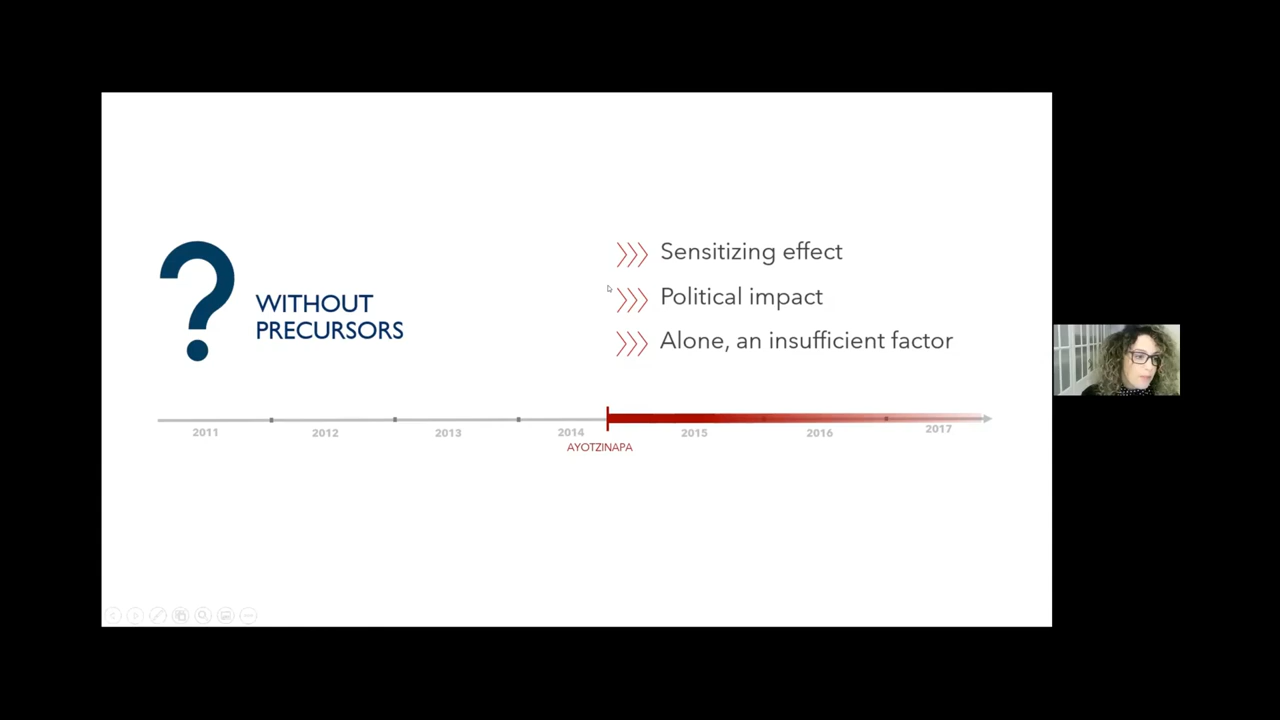 ?
WITHOUT
PRECURSORS
Sensitizing effect
Political impact
Alone, an insufficient factor
2011 2012 2013 2014 2015 2016 2017
AYOTZINAPA